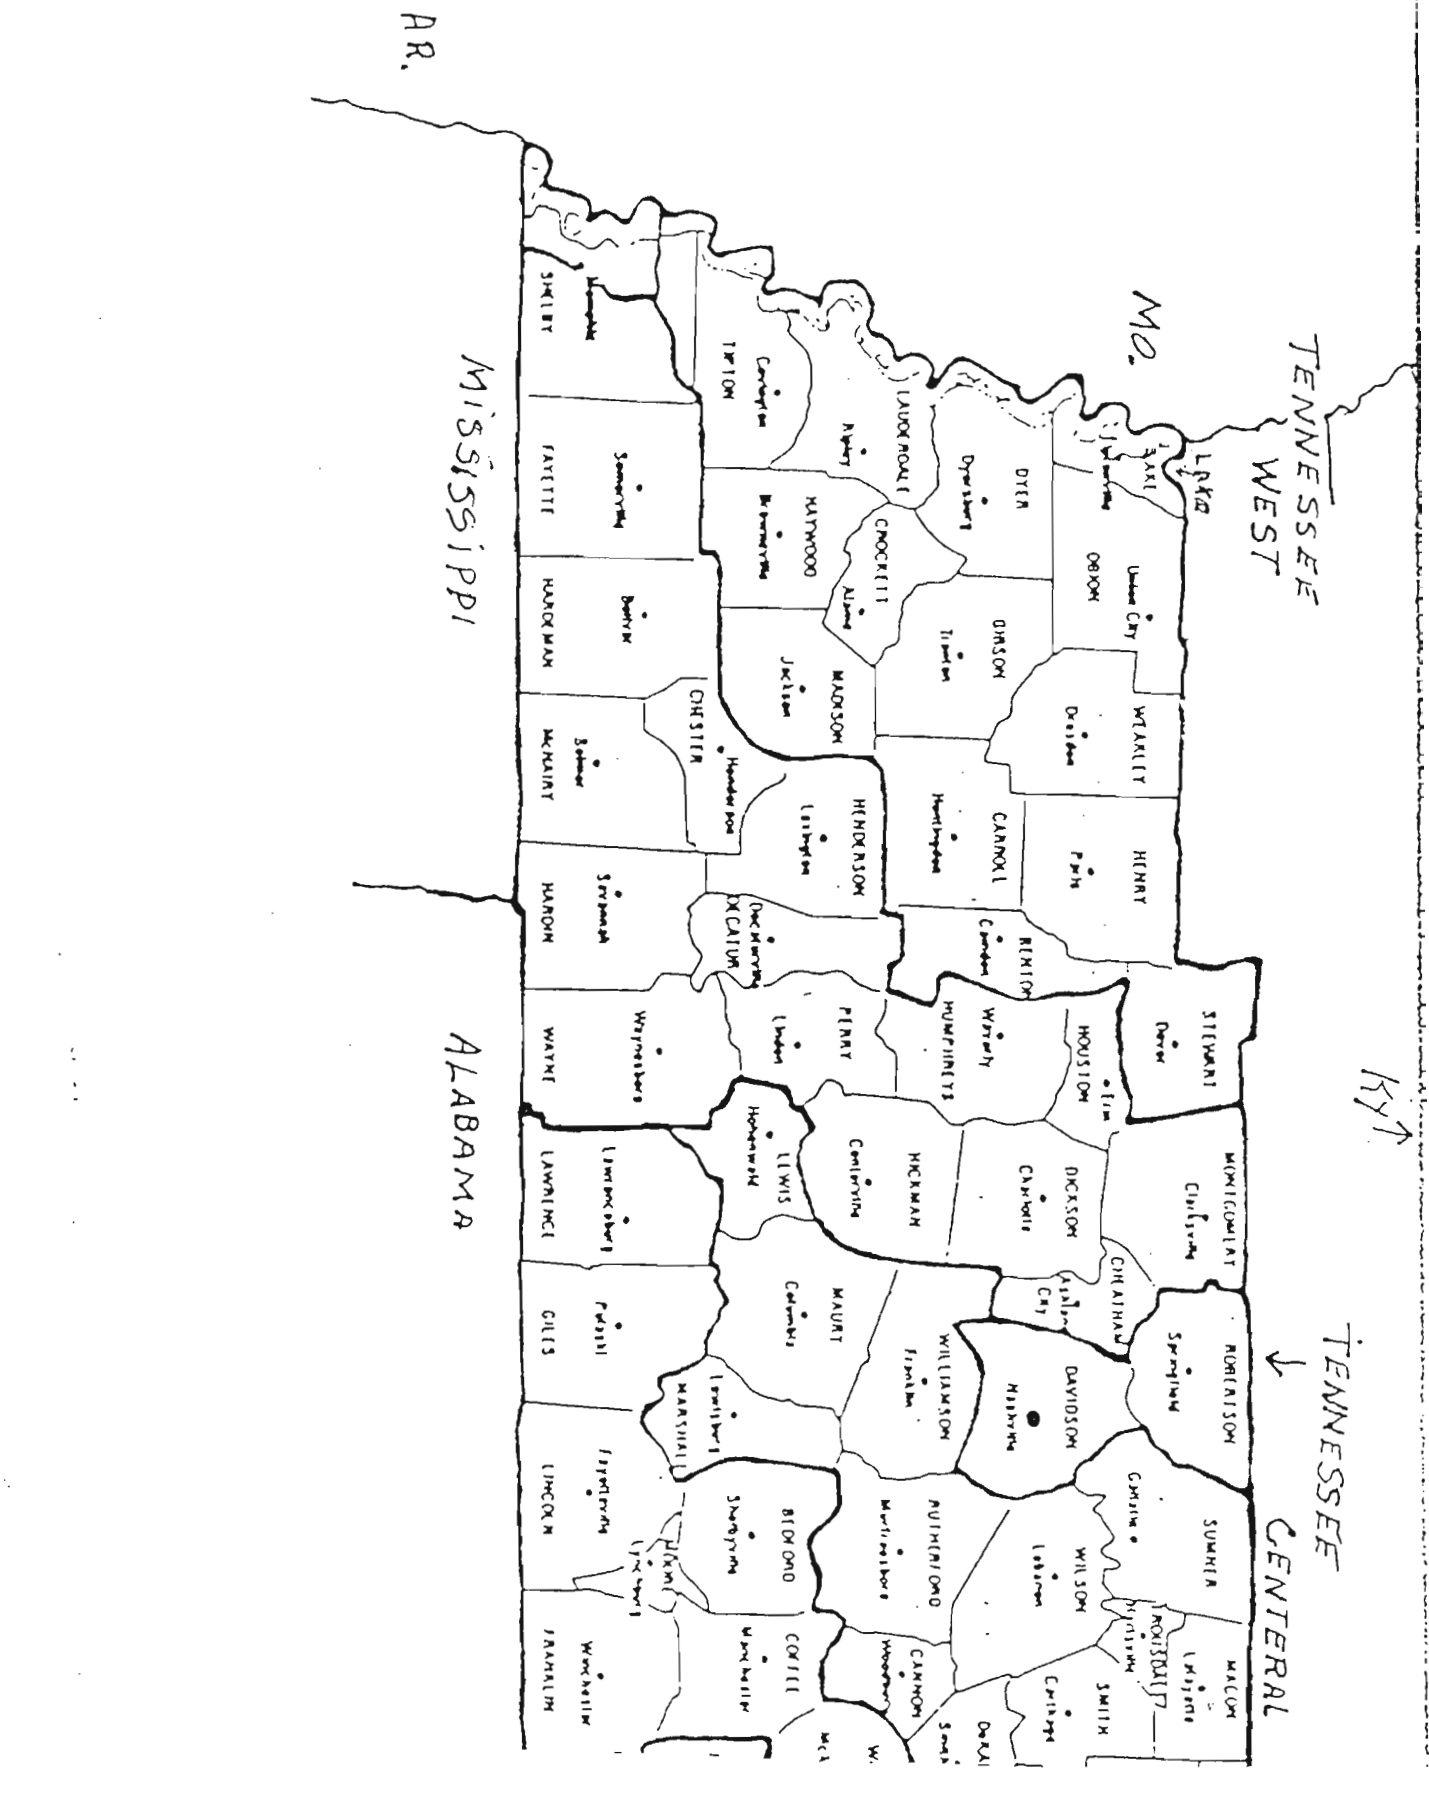 TENNESSEE
WEST
KY
TENNESSEE
CENTRAL
MO.
AR.
MISSISSIPPI
ALABAMA
LAKE
LAKE
OBION
Union City
WEAKLEY
Dresden
HENRY
Paris
STEWART
Dover
MONTGOMERY
Clarksville
ROBERTSON
Springfield
SUMNER
MACON
Lafayette
DYER
Dyersburg
GIBSON
Trenton
CARROLL
Huntingdon
BENTON
Camden
HOUSTON
Erin
HUMPHREYS
Waverly
DICKSON
Charlotte
CHEATHAM
Ashland
City
DAVIDSON
Nashville
WILSON
Lebanon
TROUSDALE
SMITH
Carthage
LAUDERDALE
Ripley
CROCKETT
Alamo
HAYWOOD
Brownsville
MADISON
Jackson
HENDERSON
Lexington
DECATUR
Decaturville
PERRY
Linden
HICKMAN
Centerville
LEWIS
Hohenwald
MAURY
Columbia
WILLIAMSON
Franklin
RUTHERFORD
Murfreesboro
CANNON
TIPTON
Covington
CHESTER
Henderson
MARSHALL
Lewisburg
BEDFORD
Shelbyville
COFFEE
Manchester
W.
SHELBY
Memphis
FAYETTE
Somerville
HARDEMAN
Bolivar
McNAIRY
Selmer
HARDIN
Savannah
WAYNE
Waynesboro
LAWRENCE
Lawrenceburg
GILES
Pulaski
LINCOLN
Fayetteville
MOORE
Lynchburg
FRANKLIN
Winchester